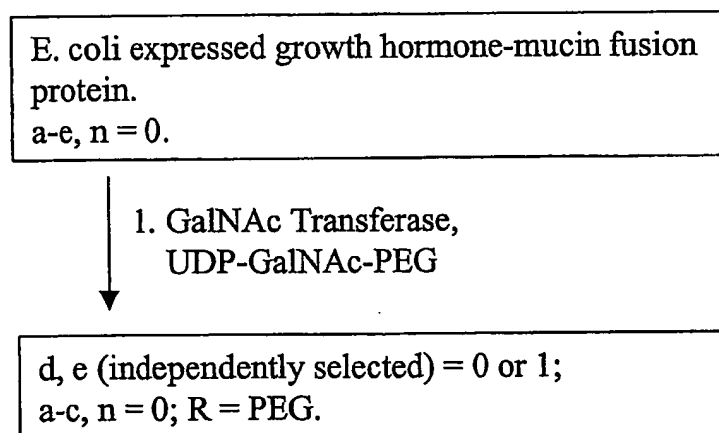 E. coli expressed growth hormone-mucin fusion
protein.
a-e, n = 0.
1. GalNAc Transferase,
UDP-GalNAc-PEG
d, e (independently selected) = 0 or 1;
a-c, n = 0; R = PEG.